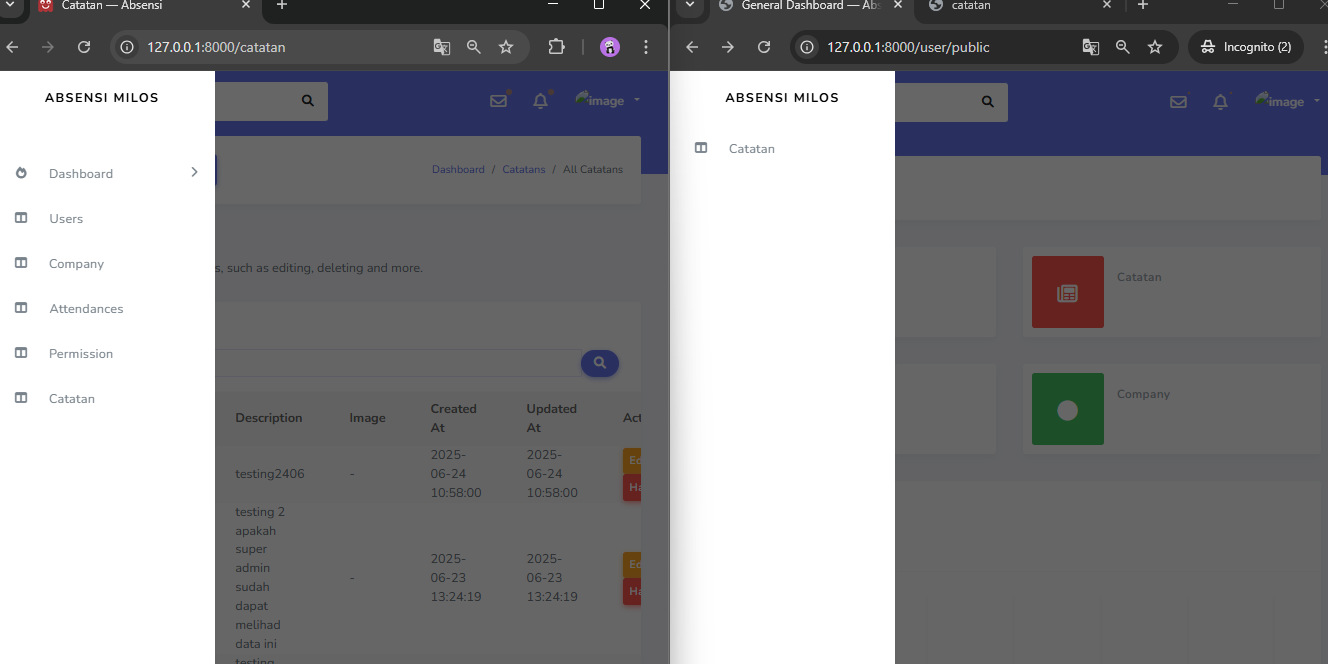 Catatan — Absensi
127.0.0.1:8000/catatan
ABSENSI MILOS
image
Dashboard / Catatans / All Catatans
Dashboard
Users
Company
Attendances
Permission
Catatan
s, such as editing, deleting and more.
Description Image Created At Updated At Act
testing2406 - 2025-06-24 10:58:00 2025-06-24 10:58:00 Ed
Ha
testing 2 apakah super admin sudah dapat melihad data ini testing - 2025-06-23 13:24:19 2025-06-23 13:24:19 Ed
Ha
General Dashboard — Abs
catatan
127.0.0.1:8000/user/public
Incognito (2)
ABSENSI MILOS
image
Catatan
Catatan
Company